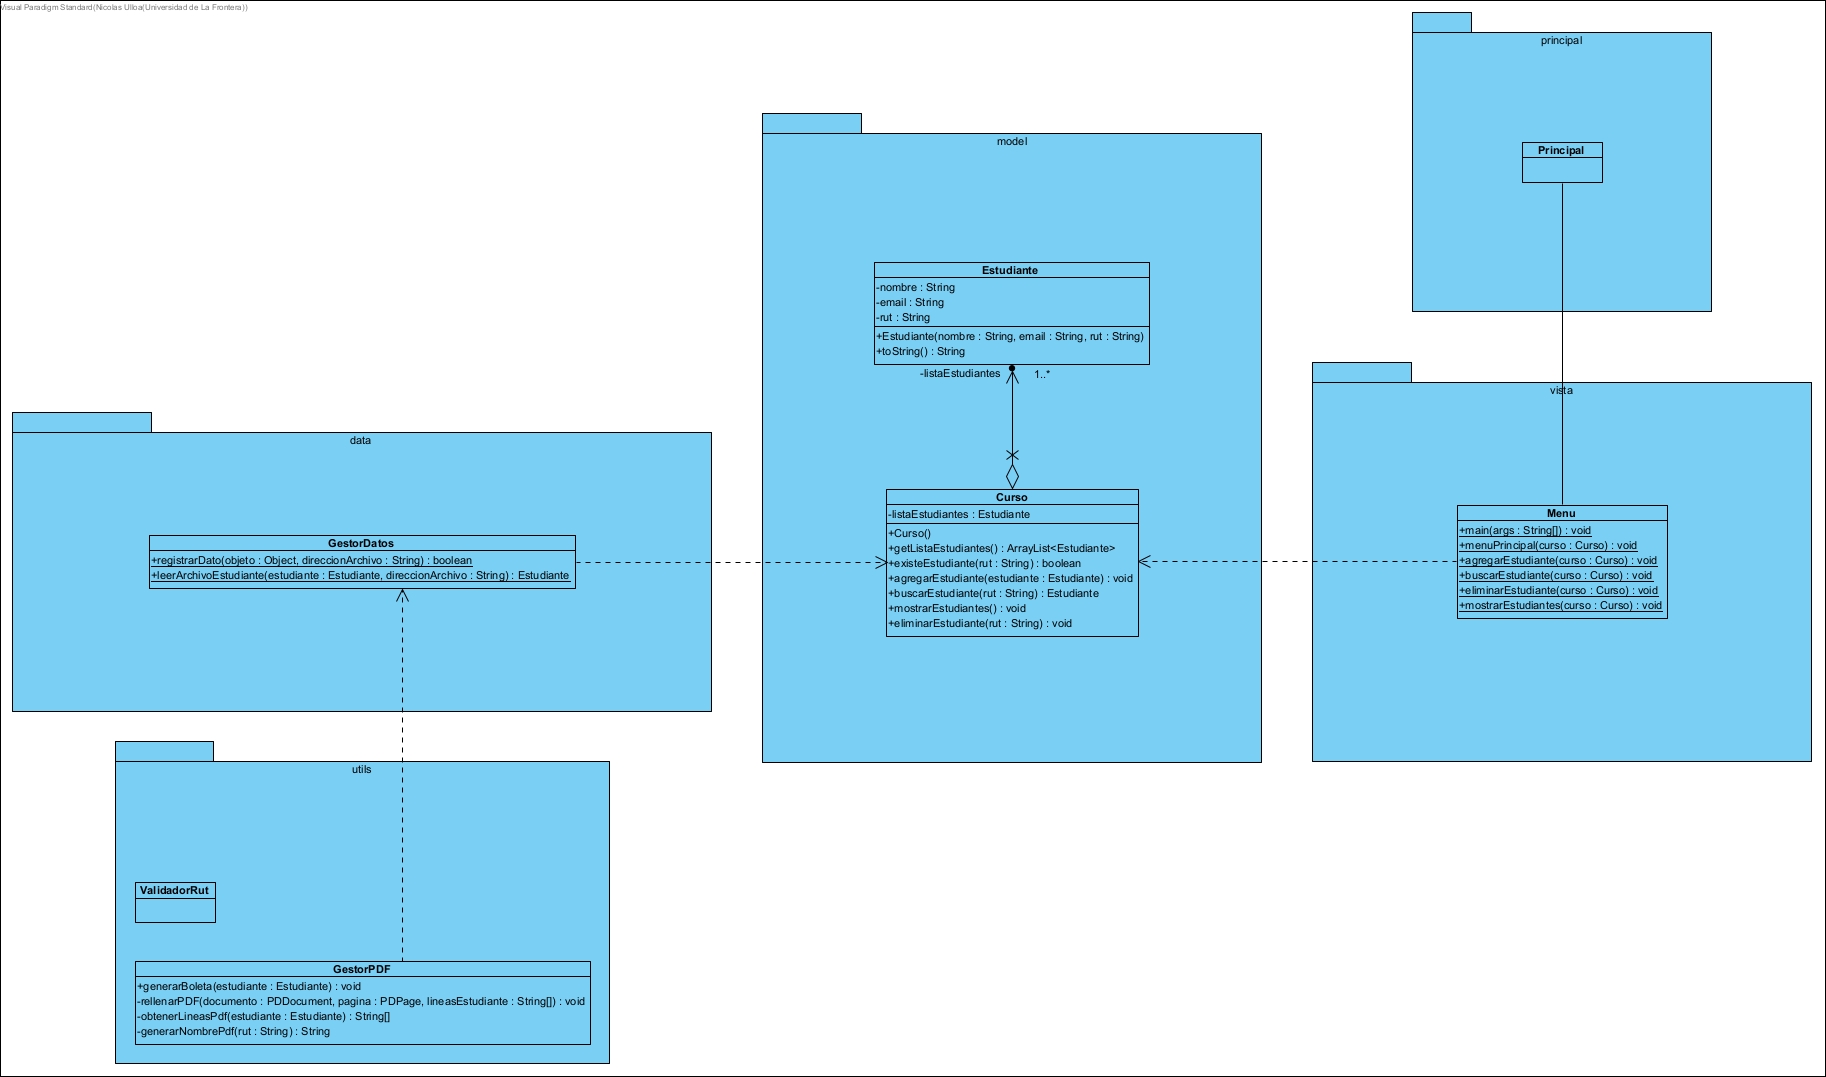 Visual Paradigm Standard(Nicolas Ulloa(Universidad de La Frontera))
principal
Principal
model
Estudiante
-nombre : String
-email : String
-rut : String
+Estudiante(nombre : String, email : String, rut : String)
+toString() : String
-listaEstudiantes
1..*
Curso
-listaEstudiantes : Estudiante
+Curso()
+getListaEstudiantes() : ArrayList<Estudiante>
+existeEstudiante(rut : String) : boolean
+agregarEstudiante(estudiante : Estudiante) : void
+buscarEstudiante(rut : String) : Estudiante
+mostrarEstudiantes() : void
+eliminarEstudiante(rut : String) : void
vista
Menu
+main(args : String[]) : void
+menuPrincipal(curso : Curso) : void
+agregarEstudiante(curso : Curso) : void
+buscarEstudiante(curso : Curso) : void
+eliminarEstudiante(curso : Curso) : void
+mostrarEstudiantes(curso : Curso) : void
data
GestorDatos
+registrarDato(objeto : Object, direccionArchivo : String) : boolean
+leerArchivoEstudiante(estudiante : Estudiante, direccionArchivo : String) : Estudiante
utils
ValidadorRut
GestorPDF
+generarBoleta(estudiante : Estudiante) : void
-rellenarPDF(documento : PDDocument, pagina : PDPage, lineasEstudiante : String[]) : void
-obtenerLineasPdf(estudiante : Estudiante) : String[]
-generarNombrePdf(rut : String) : String